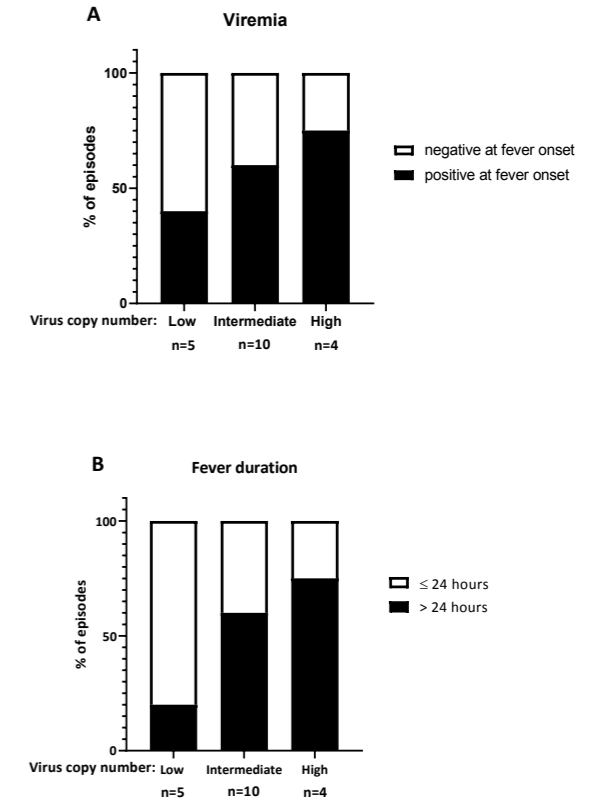 A
Viremia
100
50
0
% of episodes
negative at fever onset
positive at fever onset
Virus copy number: Low Intermediate High
n=5 n=10 n=4
B
Fever duration
100
50
0
% of episodes
≤ 24 hours
> 24 hours
Virus copy number: Low Intermediate High
n=5 n=10 n=4